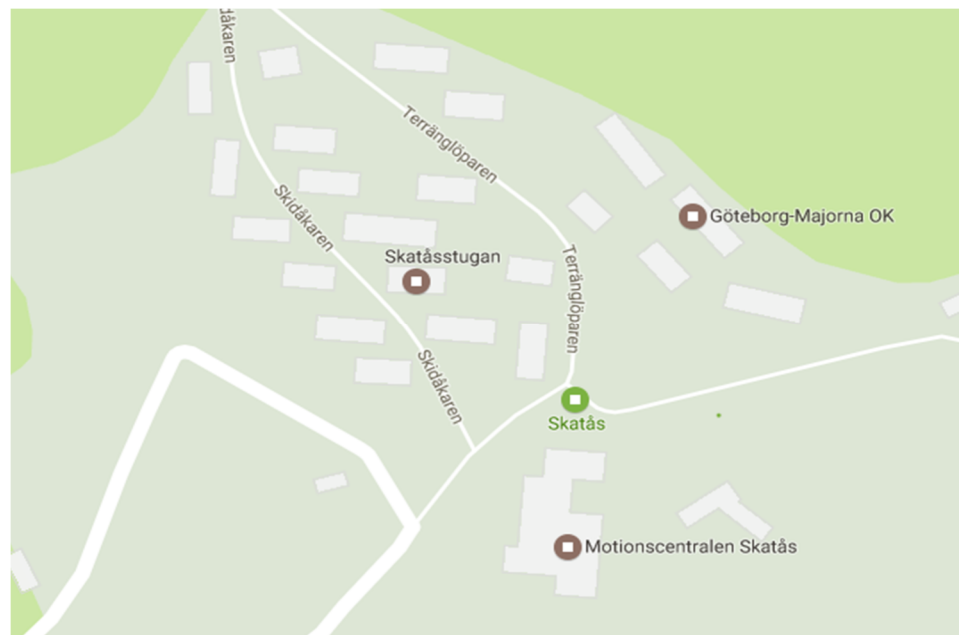 dåkaren
Terränglöparen
Skidåkaren
Göteborg-Majorna OK
Skatåsstugan
Terränglöparen
Skidåkaren
Skatås
Motionscentralen Skatås